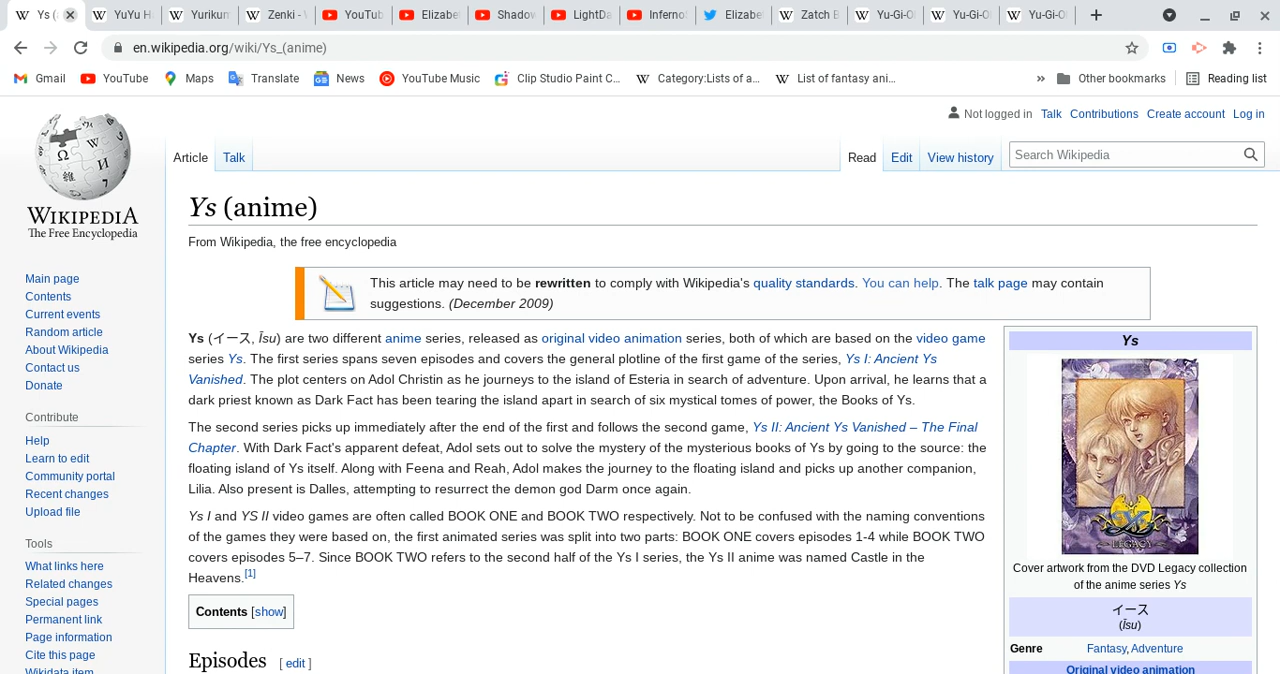 Ys (
YuYu H
Yurikum
Zenki - 
YouTub
Elizabet
Shadow
LightDa
Inferno
Elizabet
Zatch B
Yu-Gi-O
Yu-Gi-O
Yu-Gi-O
en.wikipedia.org/wiki/Ys_(anime)
Gmail YouTube Maps Translate News YouTube Music Clip Studio Paint C... Category:Lists of a... List of fantasy ani... » Other bookmarks Reading list
Not logged in Talk Contributions Create account Log in
Article Talk Read Edit View history Search Wikipedia
WIKIPEDIA
The Free Encyclopedia
Main page
Contents
Current events
Random article
About Wikipedia
Contact us
Donate
Contribute
Help
Learn to edit
Community portal
Recent changes
Upload file
Tools
What links here
Related changes
Special pages
Permanent link
Page information
Cite this page
Wikidata item
Ys (anime)
From Wikipedia, the free encyclopedia
This article may need to be rewritten to comply with Wikipedia's quality standards. You can help. The talk page may contain
suggestions. (December 2009)
Ys (イース, Īsu) are two different anime series, released as original video animation series, both of which are based on the video game
series Ys. The first series spans seven episodes and covers the general plotline of the first game of the series, Ys I: Ancient Ys
Vanished. The plot centers on Adol Christin as he journeys to the island of Esteria in search of adventure. Upon arrival, he learns that a
dark priest known as Dark Fact has been tearing the island apart in search of six mystical tomes of power, the Books of Ys.
The second series picks up immediately after the end of the first and follows the second game, Ys II: Ancient Ys Vanished – The Final
Chapter. With Dark Fact's apparent defeat, Adol sets out to solve the mystery of the mysterious books of Ys by going to the source: the
floating island of Ys itself. Along with Feena and Reah, Adol makes the journey to the floating island and picks up another companion,
Lilia. Also present is Dalles, attempting to resurrect the demon god Darm once again.
Ys I and YS II video games are often called BOOK ONE and BOOK TWO respectively. Not to be confused with the naming conventions
of the games they were based on, the first animated series was split into two parts: BOOK ONE covers episodes 1-4 while BOOK TWO
covers episodes 5–7. Since BOOK TWO refers to the second half of the Ys I series, the Ys II anime was named Castle in the
Heavens.[1]
Contents [show]
Episodes [ edit ]
Ys
LEGACY
Cover artwork from the DVD Legacy collection
of the anime series Ys
イース
(Īsu)
Genre Fantasy, Adventure
Original video animation